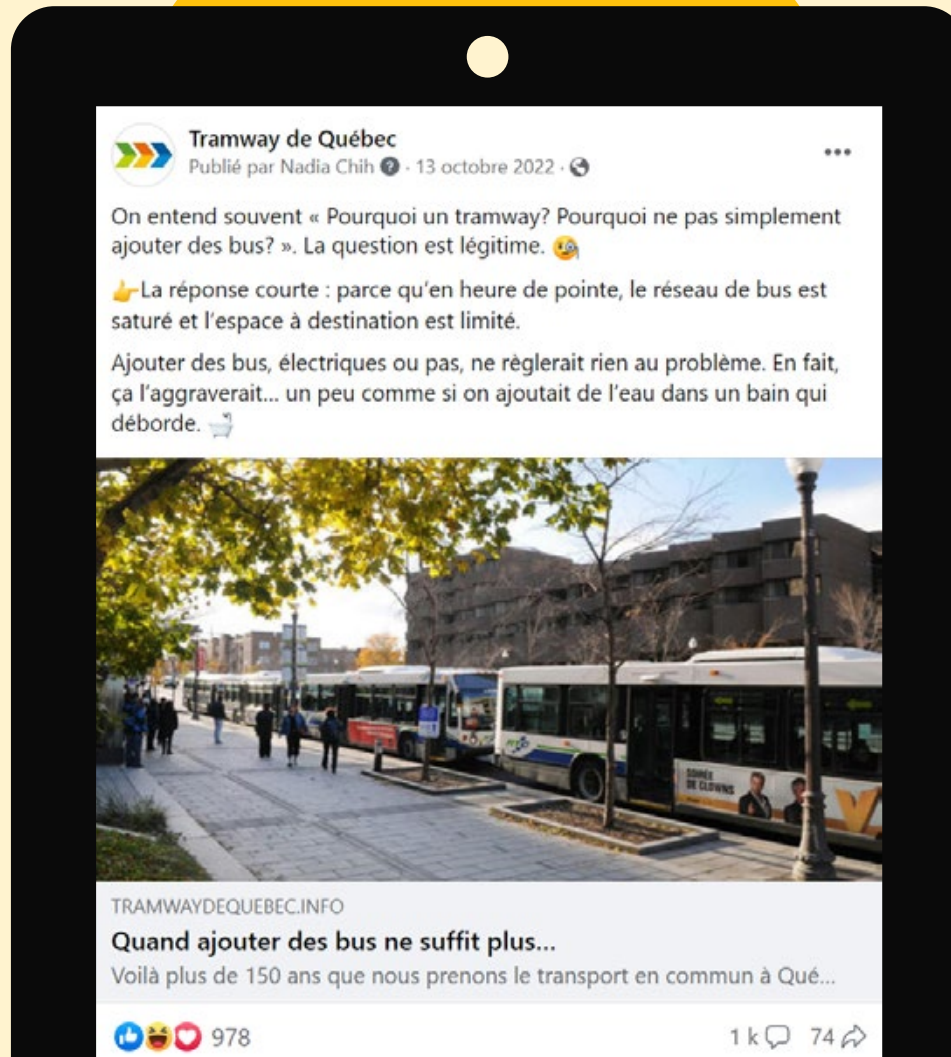 Tramway de Québec
Publié par Nadia Chih · 13 octobre 2022 ·
On entend souvent « Pourquoi un tramway? Pourquoi ne pas simplement
ajouter des bus? ». La question est légitime. 🧐
👉La réponse courte : parce qu'en heure de pointe, le réseau de bus est
saturé et l'espace à destination est limité.
Ajouter des bus, électriques ou pas, ne règlerait rien au problème. En fait,
ça l'aggraverait... un peu comme si on ajoutait de l'eau dans un bain qui
déborde. 🛁
SOIRÉE
DE CLOWNS
V
TRAMWAYDEQUEBEC.INFO
Quand ajouter des bus ne suffit plus...
Voilà plus de 150 ans que nous prenons le transport en commun à Qué...
978
1 k
74